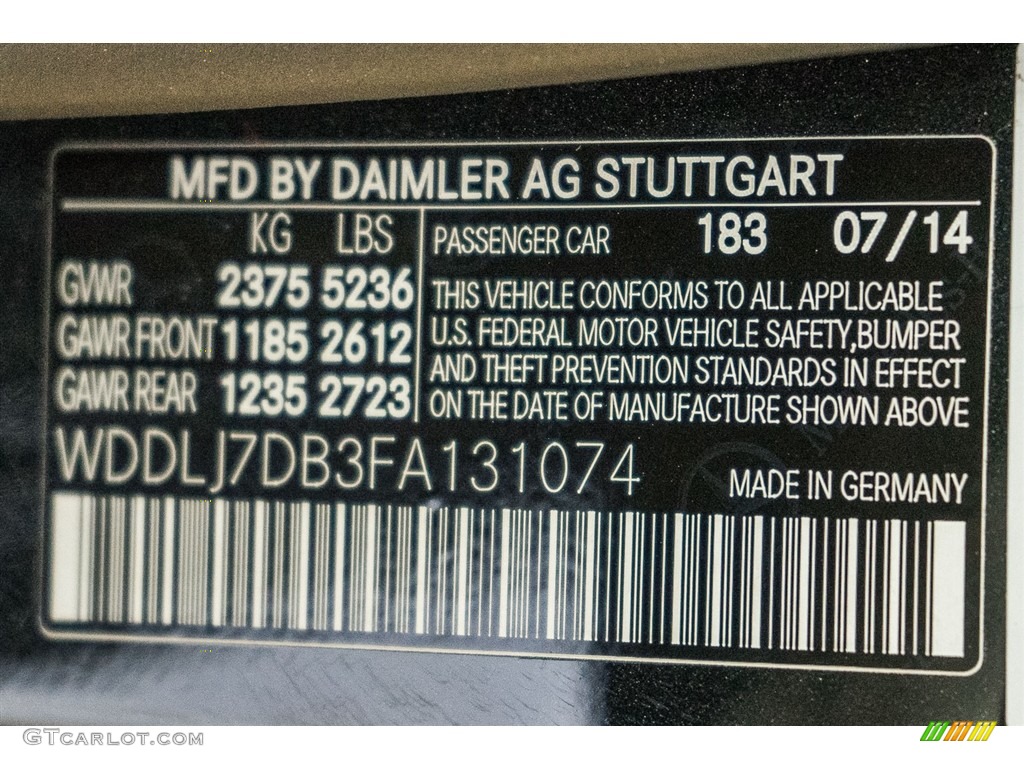 MFD BY DAIMLER AG STUTTGART
KG LBS
GVWR 2375 5236
GAWR FRONT 1185 2612
GAWR REAR 1235 2723
PASSENGER CAR 183 07/14
THIS VEHICLE CONFORMS TO ALL APPLICABLE
U.S. FEDERAL MOTOR VEHICLE SAFETY,BUMPER
AND THEFT PREVENTION STANDARDS IN EFFECT
ON THE DATE OF MANUFACTURE SHOWN ABOVE
WDDLJ7DB3FA131074
MADE IN GERMANY
GTCARLOT.COM